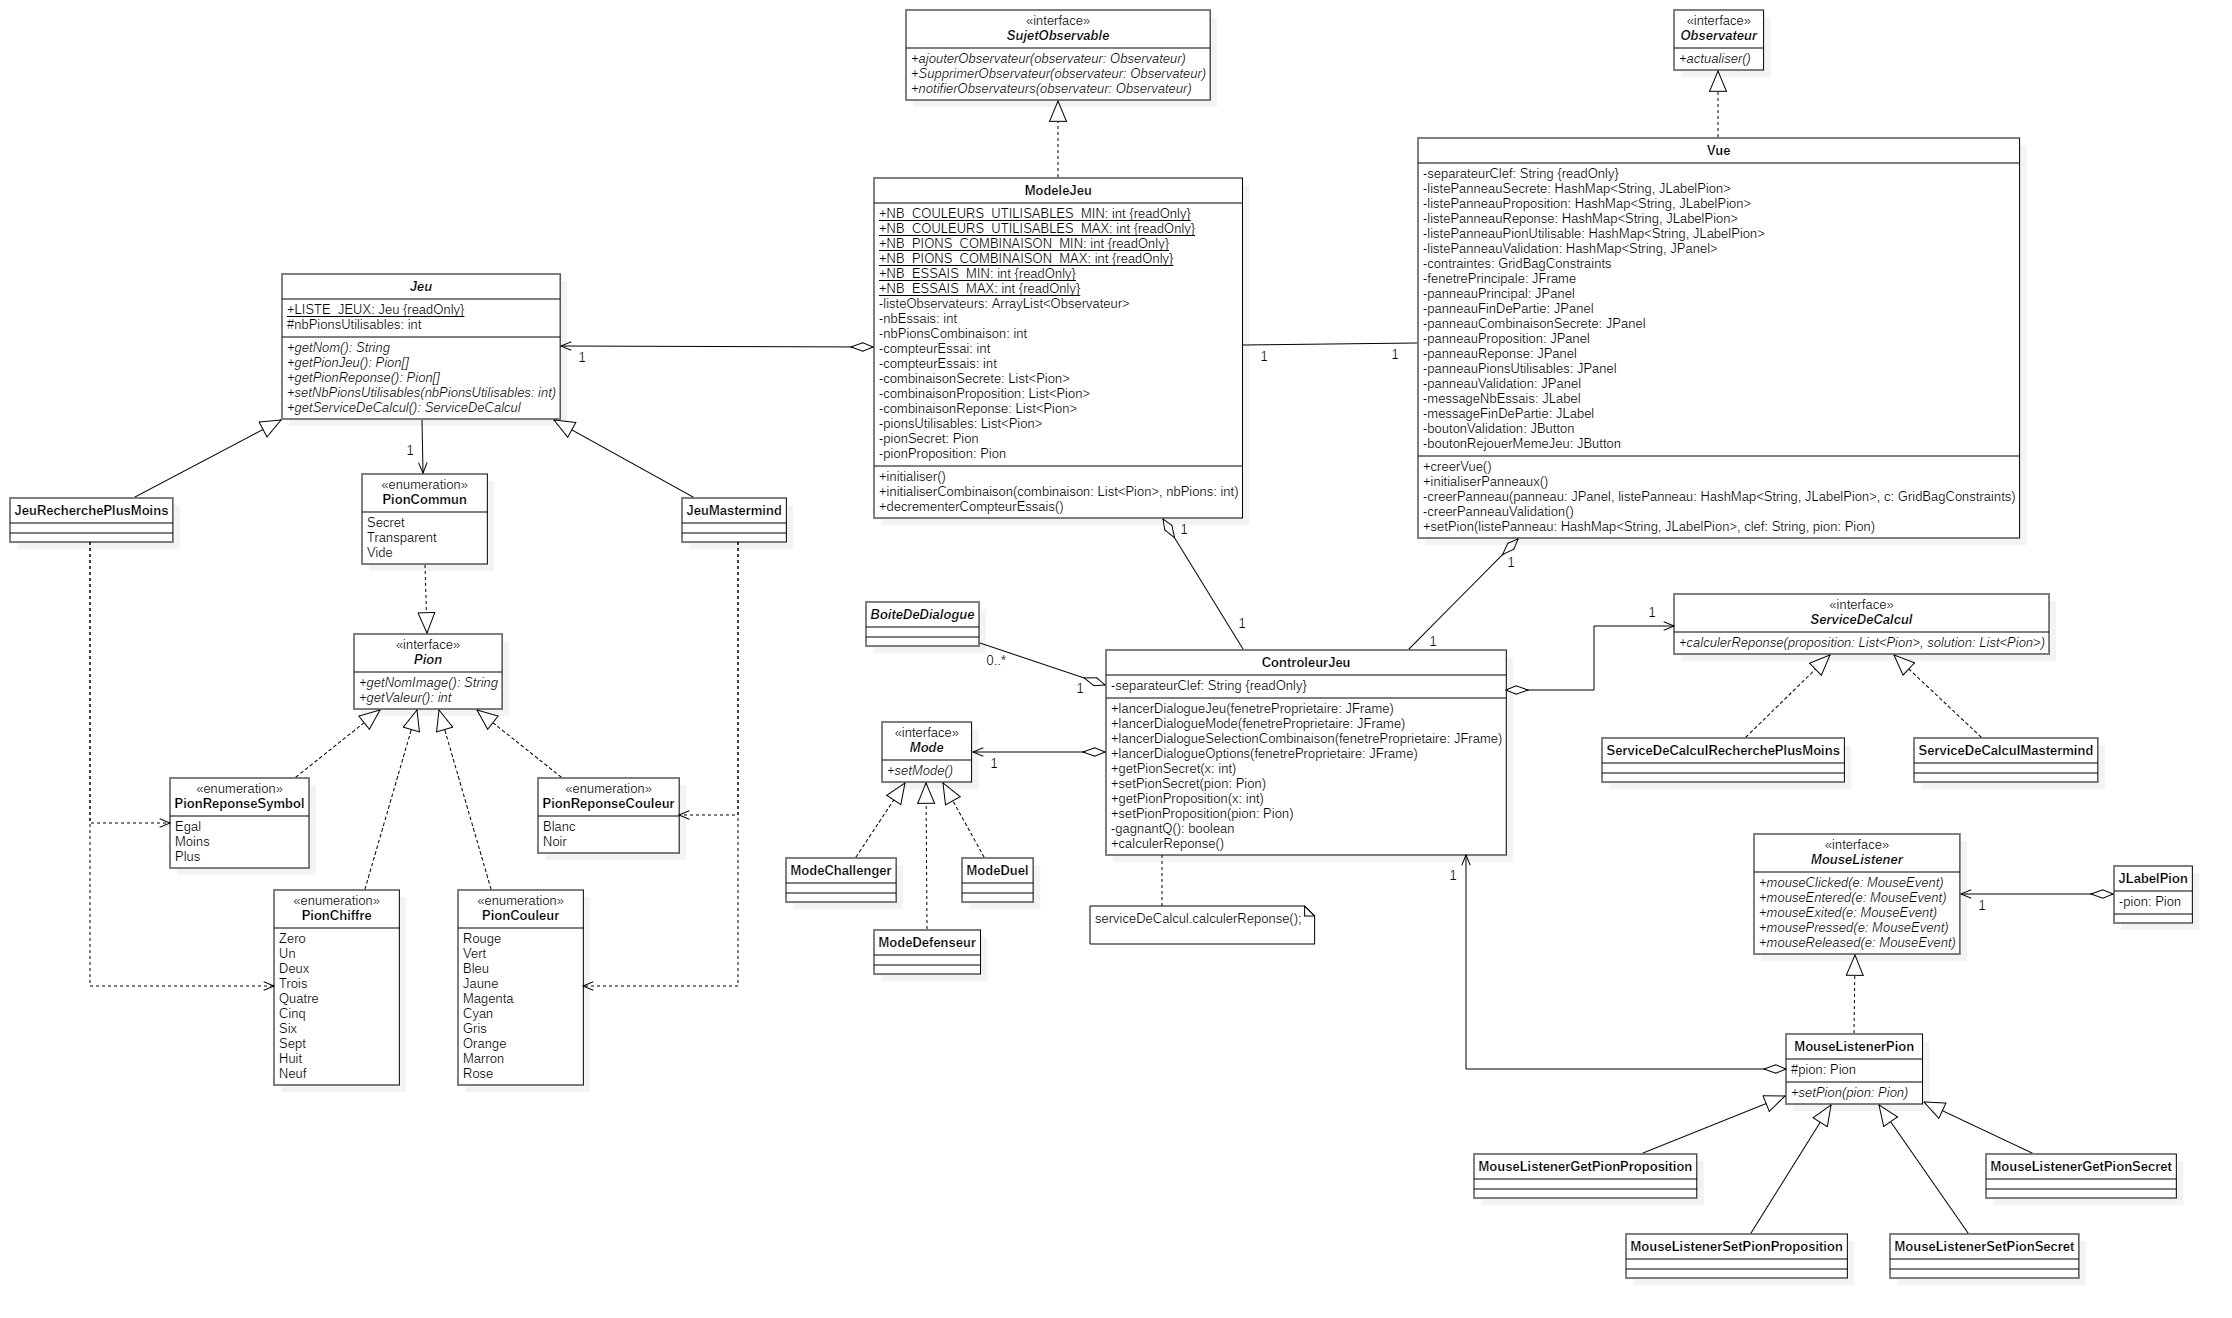 «interface»
SujetObservable
+ajouterObservateur(observateur: Observateur)
+SupprimerObservateur(observateur: Observateur)
+notifierObservateurs(observateur: Observateur)
«interface»
Observateur
+actualiser()
ModeleJeu
+NB_COULEURS_UTILISABLES_MIN: int {readOnly}
+NB_COULEURS_UTILISABLES_MAX: int {readOnly}
+NB_PIONS_COMBINAISON_MIN: int {readOnly}
+NB_PIONS_COMBINAISON_MAX: int {readOnly}
+NB_ESSAIS_MIN: int {readOnly}
+NB_ESSAIS_MAX: int {readOnly}
-listeObservateurs: ArrayList<Observateur>
-nbEssais: int
-nbPionsCombinaison: int
-compteurEssai: int
-compteurEssais: int
-combinaisonSecrete: List<Pion>
-combinaisonProposition: List<Pion>
-combinaisonReponse: List<Pion>
-pionsUtilisables: List<Pion>
-pionSecret: Pion
-pionProposition: Pion
+initialiser()
+initialiserCombinaison(combinaison: List<Pion>, nbPions: int)
+decrementerCompteurEssais()
1
1
1
Vue
-separateurClef: String {readOnly}
-listePanneauSecrete: HashMap<String, JLabelPion>
-listePanneauProposition: HashMap<String, JLabelPion>
-listePanneauReponse: HashMap<String, JLabelPion>
-listePanneauPionUtilisable: HashMap<String, JLabelPion>
-listePanneauValidation: HashMap<String, JPanel>
-contraintes: GridBagConstraints
-fenetrePrincipale: JFrame
-panneauPrincipal: JPanel
-panneauFinDePartie: JPanel
-panneauCombinaisonSecrete: JPanel
-panneauProposition: JPanel
-panneauReponse: JPanel
-panneauPionsUtilisables: JPanel
-panneauValidation: JPanel
-messageNbEssais: JLabel
-messageFinDePartie: JLabel
-boutonValidation: JButton
-boutonRejouerMemeJeu: JButton
+creerVue()
+initialiserPanneaux()
-creerPanneau(panneau: JPanel, listePanneau: HashMap<String, JLabelPion>, c: GridBagConstraints)
-creerPanneauValidation()
+setPion(listePanneau: HashMap<String, JLabelPion>, clef: String, pion: Pion)
1
Jeu
+LISTE_JEUX: Jeu {readOnly}
#nbPionsUtilisables: int
+getNom(): String
+getPionJeu(): Pion[]
+getPionReponse(): Pion[]
+setNbPionsUtilisables(nbPionsUtilisables: int)
+getServiceDeCalcul(): ServiceDeCalcul
1
1
JeuRecherchePlusMoins
«enumeration»
PionCommun
Secret
Transparent
Vide
JeuMastermind
«interface»
Pion
+getNomImage(): String
+getValeur(): int
«enumeration»
PionReponseSymbol
Egal
Moins
Plus
«enumeration»
PionReponseCouleur
Blanc
Noir
«enumeration»
PionChiffre
Zero
Un
Deux
Trois
Quatre
Cinq
Six
Sept
Huit
Neuf
«enumeration»
PionCouleur
Rouge
Vert
Bleu
Jaune
Magenta
Cyan
Gris
Orange
Marron
Rose
BoiteDeDialogue
0..*
1
1
1
ControleurJeu
-separateurClef: String {readOnly}
+lancerDialogueJeu(fenetreProprietaire: JFrame)
+lancerDialogueMode(fenetreProprietaire: JFrame)
+lancerDialogueSelectionCombinaison(fenetreProprietaire: JFrame)
+lancerDialogueOptions(fenetreProprietaire: JFrame)
+getPionSecret(x: int)
+setPionSecret(pion: Pion)
+getPionProposition(x: int)
+setPionProposition(pion: Pion)
-gagnantQ(): boolean
+calculerReponse()
«interface»
Mode
+setMode()
1
ModeChallenger
ModeDuel
ModeDefenseur
serviceDeCalcul.calculerReponse();
1
1
«interface»
ServiceDeCalcul
+calculerReponse(proposition: List<Pion>, solution: List<Pion>)
ServiceDeCalculRecherchePlusMoins
ServiceDeCalculMastermind
«interface»
MouseListener
+mouseClicked(e: MouseEvent)
+mouseEntered(e: MouseEvent)
+mouseExited(e: MouseEvent)
+mousePressed(e: MouseEvent)
+mouseReleased(e: MouseEvent)
1
JLabelPion
-pion: Pion
MouseListenerPion
#pion: Pion
+setPion(pion: Pion)
MouseListenerGetPionProposition
MouseListenerGetPionSecret
MouseListenerSetPionProposition
MouseListenerSetPionSecret